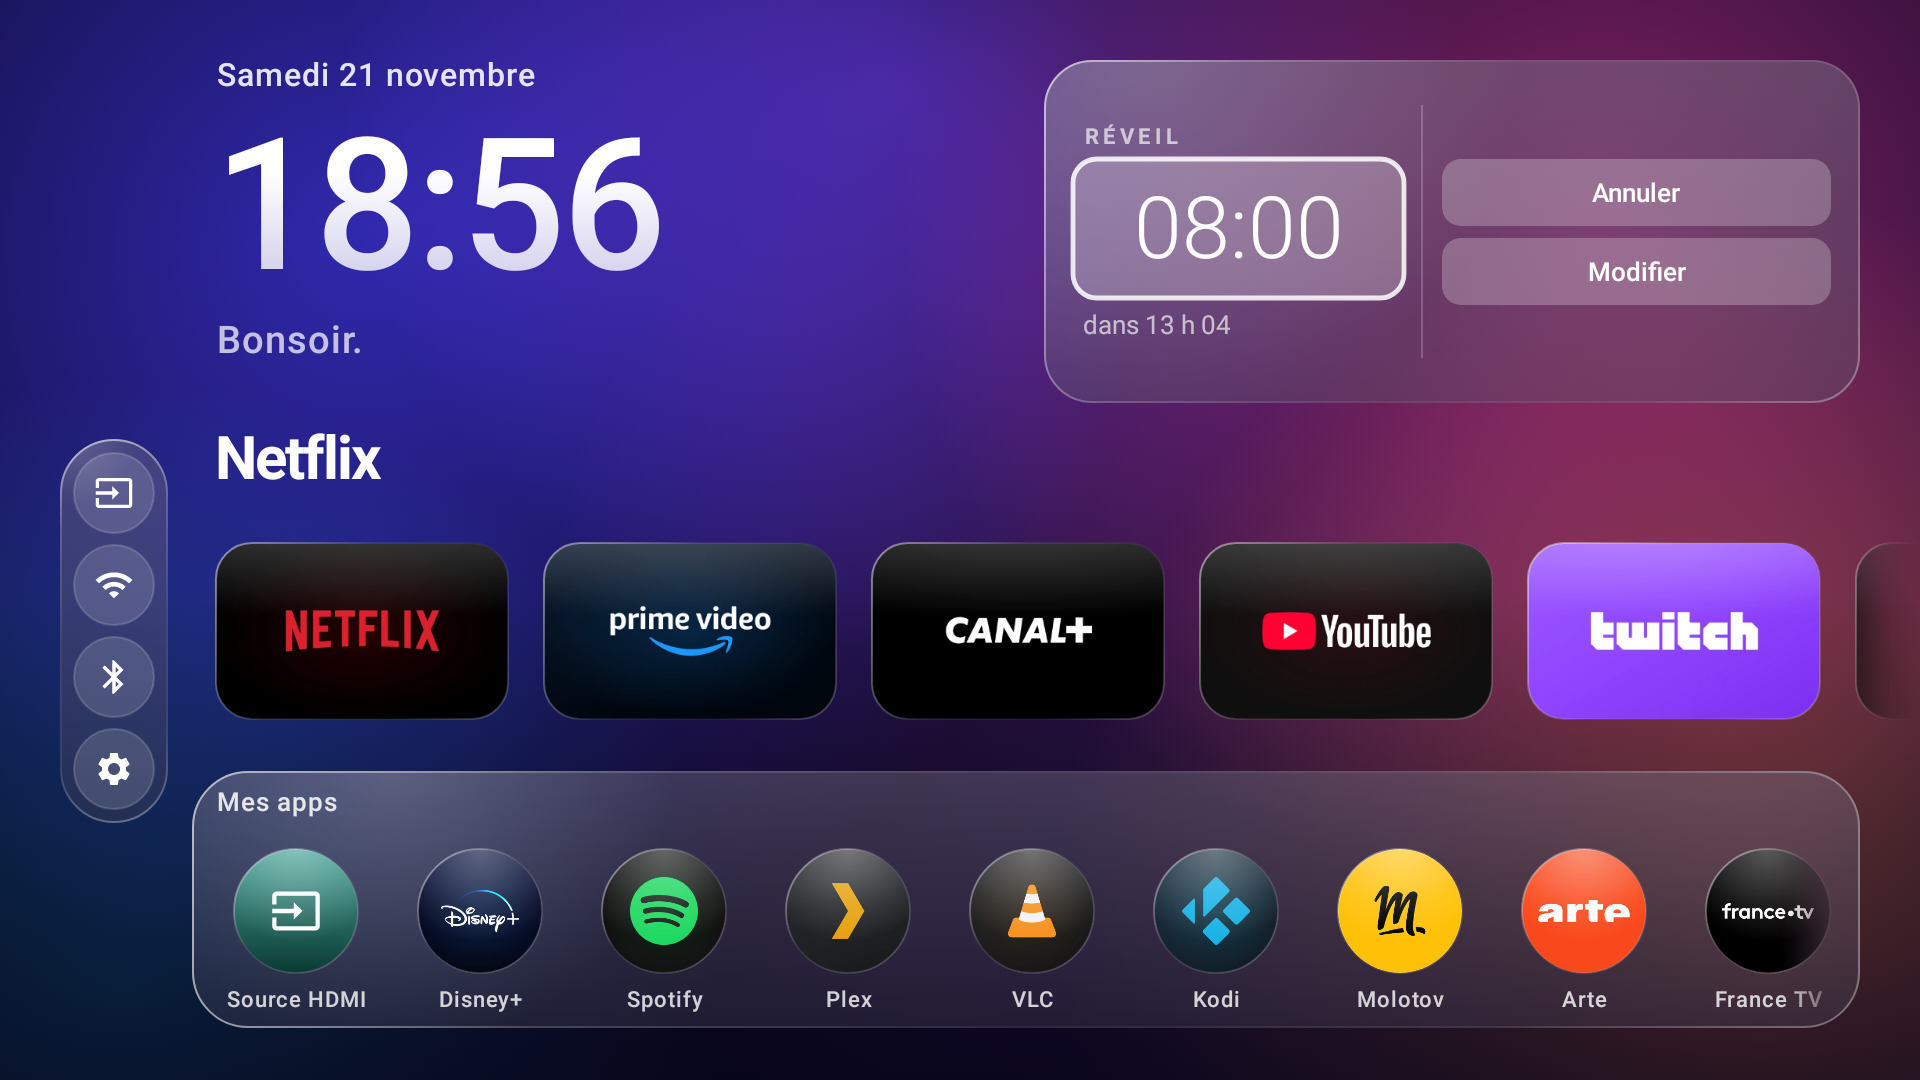 Samedi 21 novembre
18:56
Bonsoir.
RÉVEIL
08:00
dans 13 h 04
Annuler
Modifier
Netflix
NETFLIX
prime video
CANAL+
YouTube
twitch
Mes apps
Disney+
M.
arte
france•tv
Source HDMI
Disney+
Spotify
Plex
VLC
Kodi
Molotov
Arte
France TV